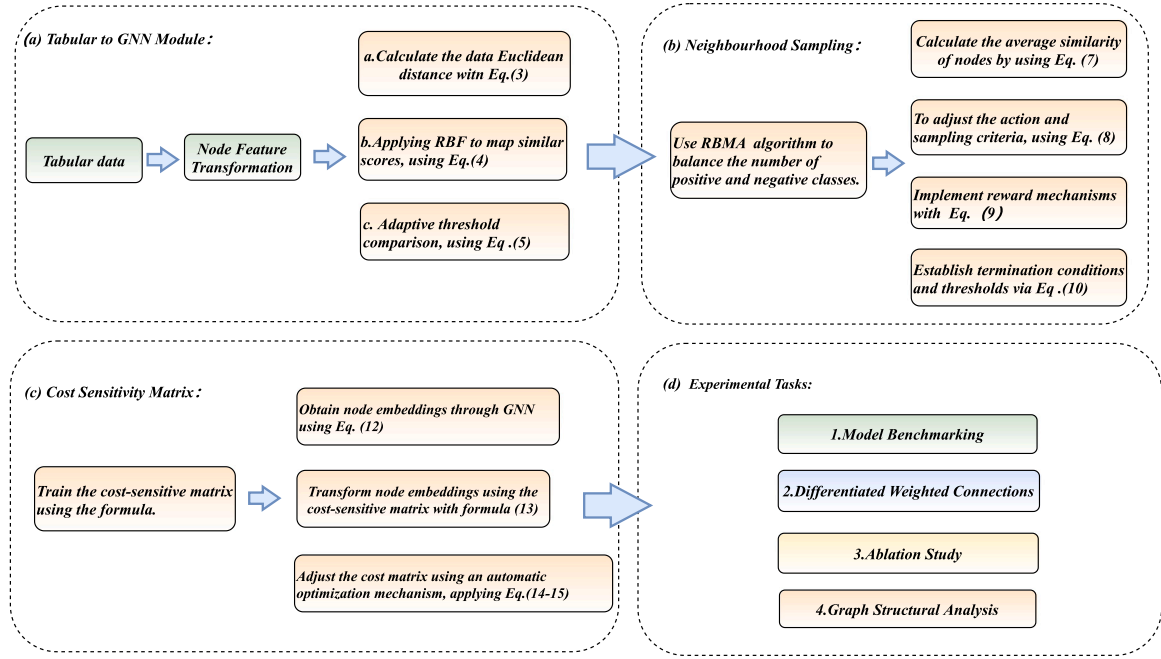 (a) Tabular to GNN Module：
Tabular data
Node Feature
Transformation
a.Calculate the data Euclidean
distance witn Eq.(3)
b.Applying RBF to map similar
scores, using Eq.(4)
c. Adaptive threshold
comparison, using Eq .(5)
(b) Neighbourhood Sampling：
Use RBMA algorithm to
balance the number of
positive and negative classes.
Calculate the average similarity
of nodes by using Eq. (7)
To adjust the action and
sampling criteria, using Eq. (8)
Implement reward mechanisms
with Eq. (9)
Establish termination conditions
and thresholds via Eq .(10)
(c) Cost Sensitivity Matrix：
Train the cost-sensitive matrix
using the formula.
Obtain node embeddings through GNN
using Eq. (12)
Transform node embeddings using the
cost-sensitive matrix with formula (13)
Adjust the cost matrix using an automatic
optimization mechanism, applying Eq.(14-15)
(d) Experimental Tasks:
1.Model Benchmarking
2.Differentiated Weighted Connections
3.Ablation Study
4.Graph Structural Analysis